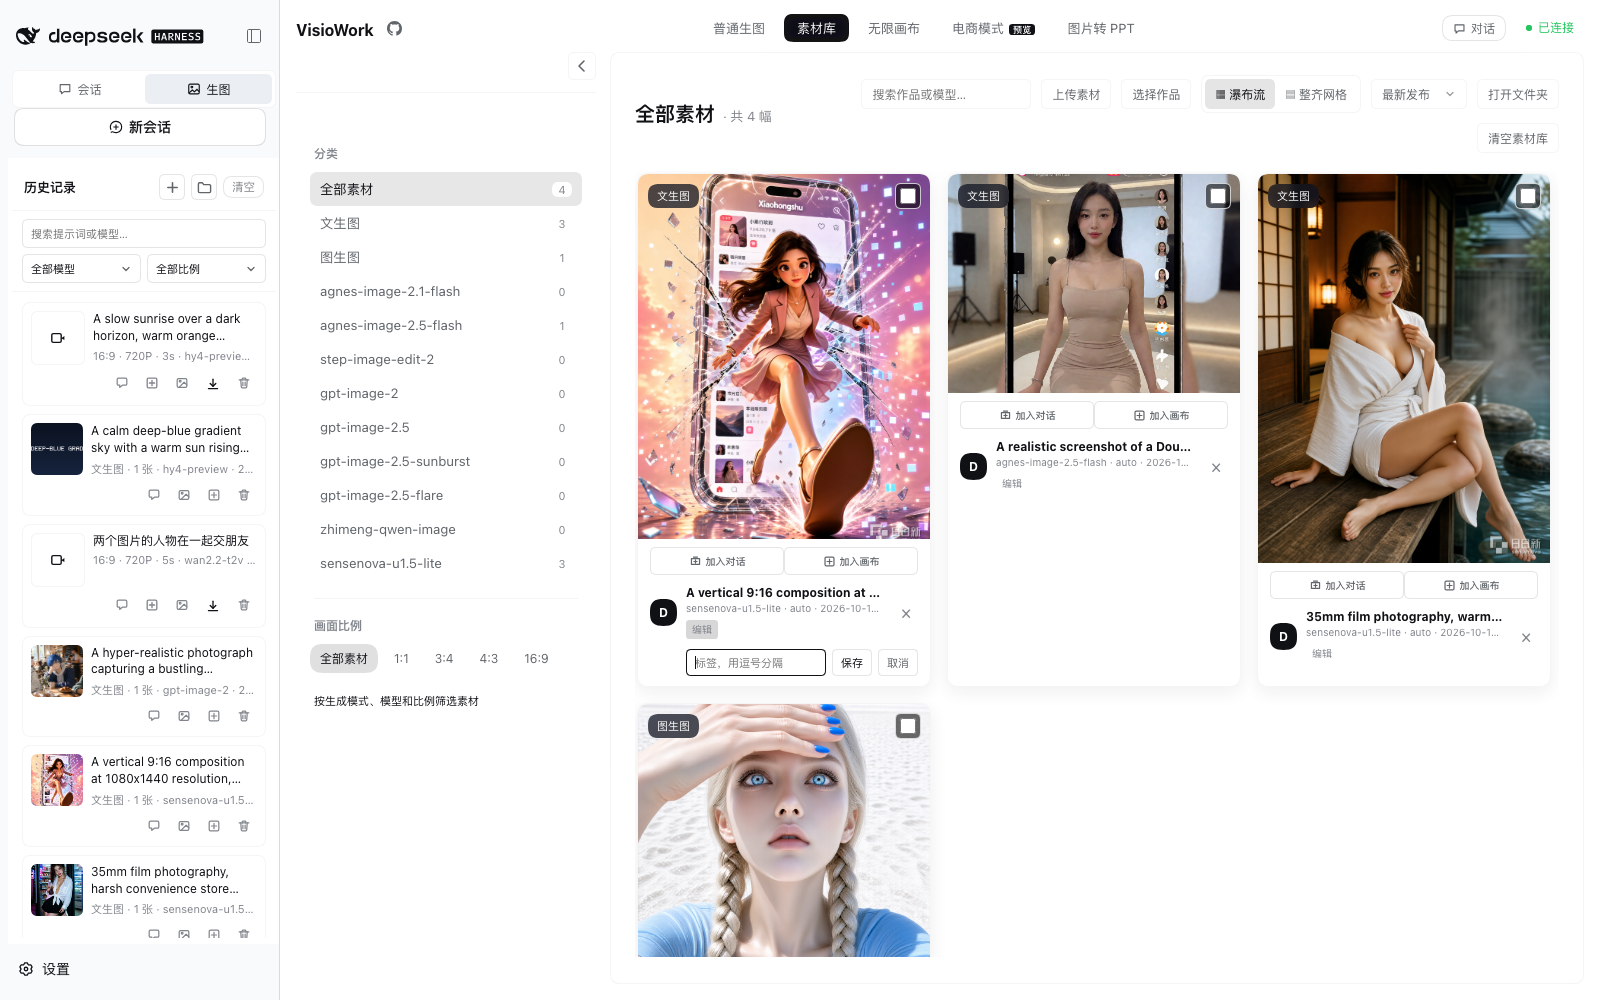 deepseek HARNESS
会话
生图
新会话
历史记录
清空
搜索提示词或模型...
全部模型
全部比例
A slow sunrise over a dark
horizon, warm orange...
16:9 · 720P · 3s · hy4-previe...
A calm deep-blue gradient
sky with a warm sun rising...
文生图 · 1 张 · hy4-preview · 2...
两个图片的人物在一起交朋友
16:9 · 720P · 5s · wan2.2-t2v ...
A hyper-realistic photograph
capturing a bustling...
文生图 · 1 张 · gpt-image-2 · 2...
A vertical 9:16 composition
at 1080x1440 resolution,...
文生图 · 1 张 · sensenova-u1.5...
35mm film photography,
harsh convenience store...
文生图 · 1 张 · sensenova-u1.5...
设置
VisioWork
普通生图
素材库
无限画布
电商模式 预览
图片转 PPT
对话
已连接
分类
全部素材 4
文生图 3
图生图 1
agnes-image-2.1-flash 0
agnes-image-2.5-flash 1
step-image-edit-2 0
gpt-image-2 0
gpt-image-2.5 0
gpt-image-2.5-sunburst 0
gpt-image-2.5-flare 0
zhimeng-qwen-image 0
sensenova-u1.5-lite 3
画面比例
全部素材 1:1 3:4 4:3 16:9
按生成模式、模型和比例筛选素材
全部素材 · 共 4 幅
搜索作品或模型...
上传素材
选择作品
瀑布流
整齐网格
最新发布
打开文件夹
清空素材库
文生图
Xiaohongshu
日日新
加入对话
加入画布
D
A vertical 9:16 composition at ...
sensenova-u1.5-lite · auto · 2026-10-1...
编辑
标签，用逗号分隔
保存
取消
文生图
加入对话
加入画布
D
A realistic screenshot of a Dou...
agnes-image-2.5-flash · auto · 2026-1...
编辑
文生图
日日新
加入对话
加入画布
D
35mm film photography, warm...
sensenova-u1.5-lite · auto · 2026-10-1...
编辑
图生图